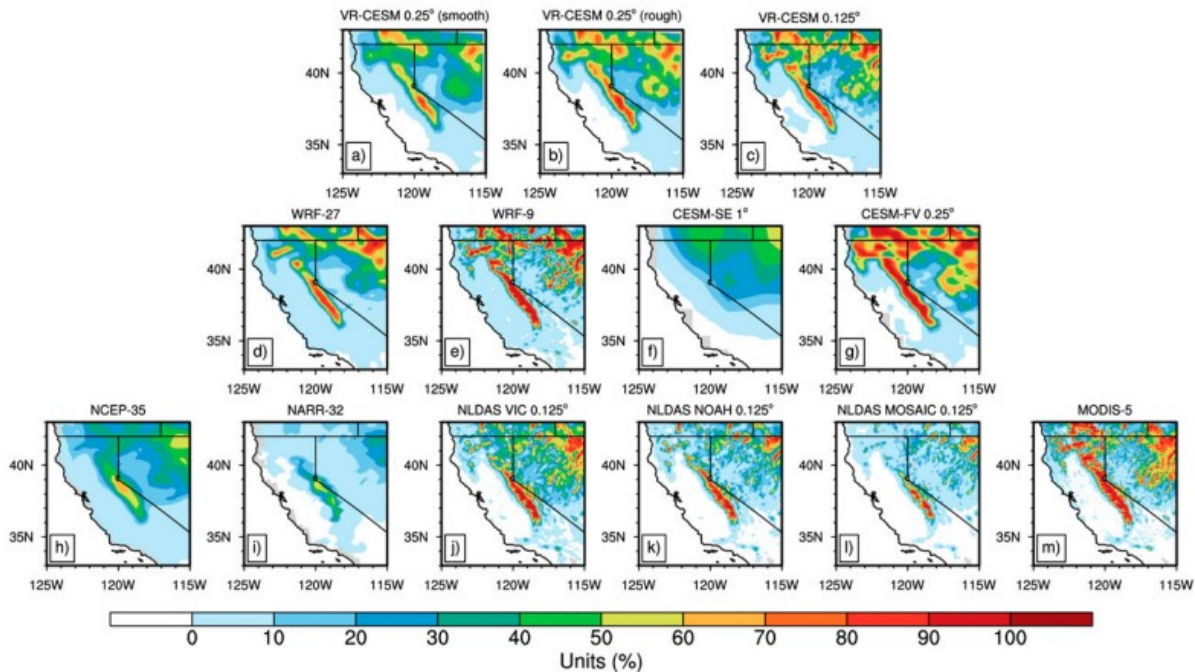 VR-CESM 0.25° (smooth) VR-CESM 0.25° (rough) VR-CESM 0.125°
40N
35N
a) b) c)
125W 120W 115W 125W 120W 115W 125W 120W 115W
WRF-27 WRF-9 CESM-SE 1° CESM-FV 0.25°
40N
35N
d) e) f) g)
125W 120W 115W 125W 120W 115W 125W 120W 115W 125W 120W 115W
NCEP-35 NARR-32 NLDAS VIC 0.125° NLDAS NOAH 0.125° NLDAS MOSAIC 0.125° MODIS-5
40N
35N
h) i) j) k) l) m)
125W 120W 115W 125W 120W 115W 125W 120W 115W 125W 120W 115W 125W 120W 115W 125W 120W 115W
0 10 20 30 40 50 60 70 80 90 100
Units (%)